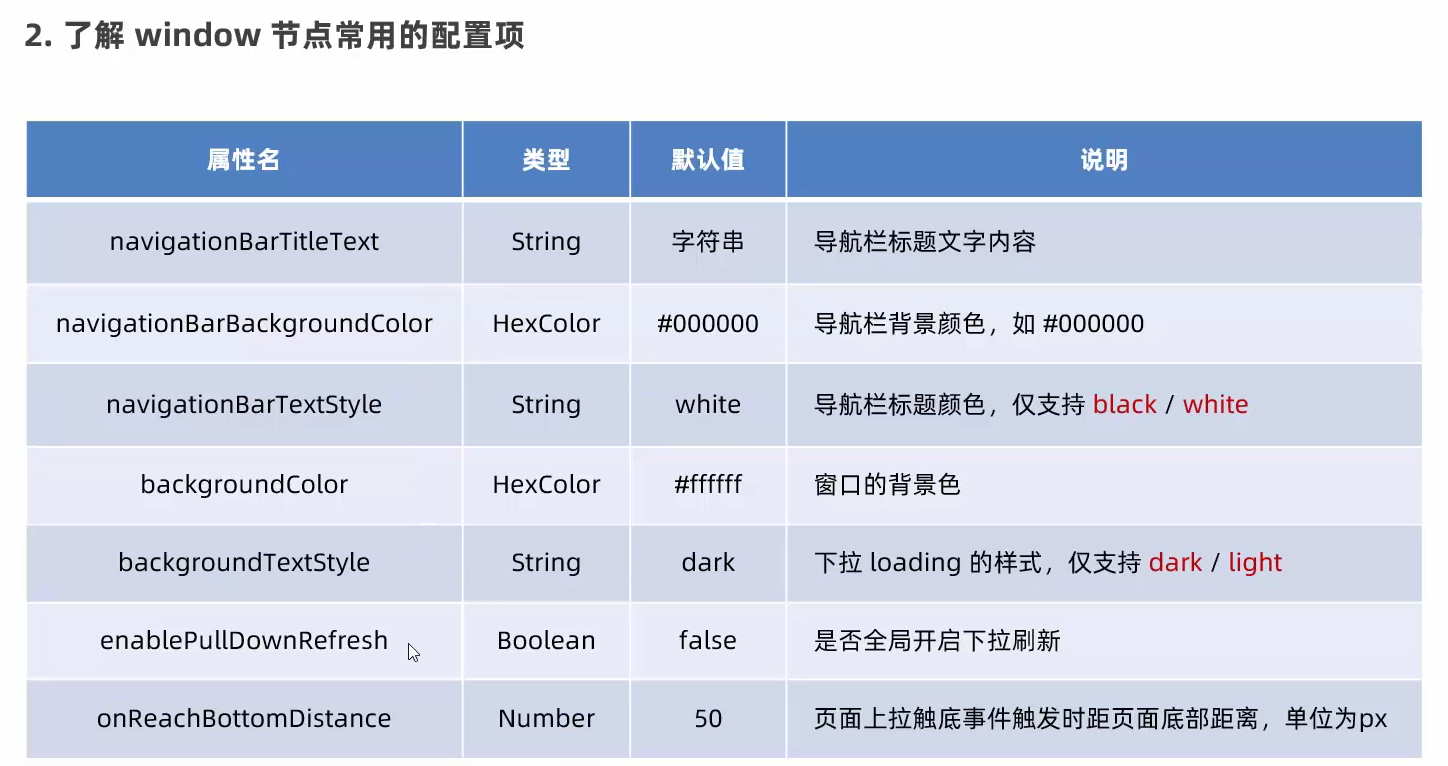 2. 了解 window 节点常用的配置项
属性名 类型 默认值 说明
navigationBarTitleText String 字符串 导航栏标题文字内容
navigationBarBackgroundColor HexColor #000000 导航栏背景颜色，如 #000000
navigationBarTextStyle String white 导航栏标题颜色，仅支持 black / white
backgroundColor HexColor #ffffff 窗口的背景色
backgroundTextStyle String dark 下拉 loading 的样式，仅支持 dark / light
enablePullDownRefresh Boolean false 是否全局开启下拉刷新
onReachBottomDistance Number 50 页面上拉触底事件触发时距页面底部距离，单位为px